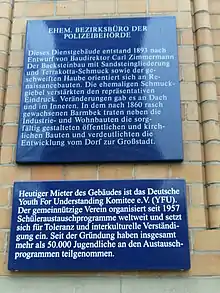 EHEM. BEZIRKSBÜRO DER
POLIZEIBEHÖRDE
Dieses Dienstgebäude entstand 1893 nach
Entwurf von Baudirektor Carl Zimmermann
Der Backsteinbau mit Sandsteingliederung
und Terrakotta-Schmuck sowie der ge-
schweiften Haube orientiert sich an Re-
naissancebauten. Die ehemaligen Schmuck-
giebel verstärkten den repräsentativen
Eindruck. Veränderungen gab es am Dach
und im Inneren. In dem nach 1860 rasch
gewachsenen Barmbek traten neben die
Industrie- und Wohnbauten die sorg-
fältig gestalteten öffentlichen und kirch-
lichen Bauten und verdeutlichen die
Entwicklung vom Dorf zur Großstadt.
Heutiger Mieter des Gebäudes ist das Deutsche
Youth For Understanding Komitee e.V. (YFU).
Der gemeinnützige Verein organisiert seit 1957
Schüleraustauschprogramme weltweit und setzt
sich für Toleranz und interkulturelle Verständi-
gung ein. Seit der Gründung haben insgesamt
mehr als 50.000 Jugendliche an den Austausch-
programmen teilgenommen.